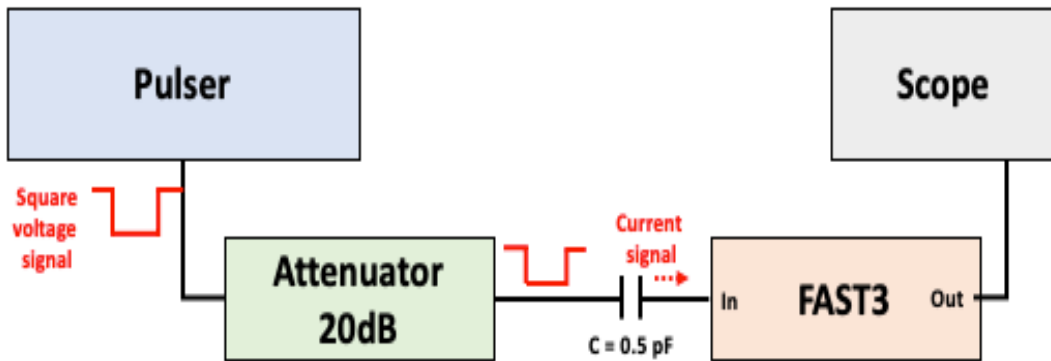 Pulser
Scope
Square
voltage
signal
Current
signal
Attenuator
20dB
In
FAST3
Out
C = 0.5 pF